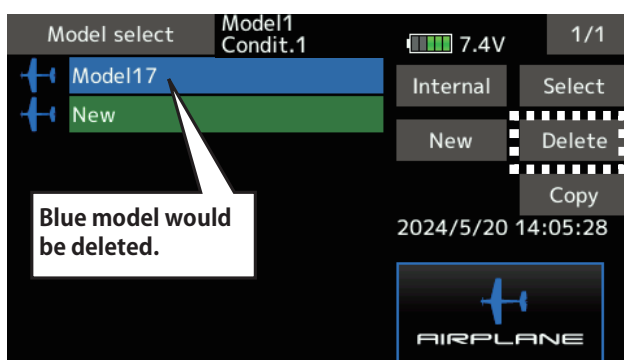 Model select
Model1
Condit.1
7.4V
1/1
Model17
Internal
Select
New
New
Delete
Copy
Blue model would
be deleted.
2024/5/20 14:05:28
AIRPLANE